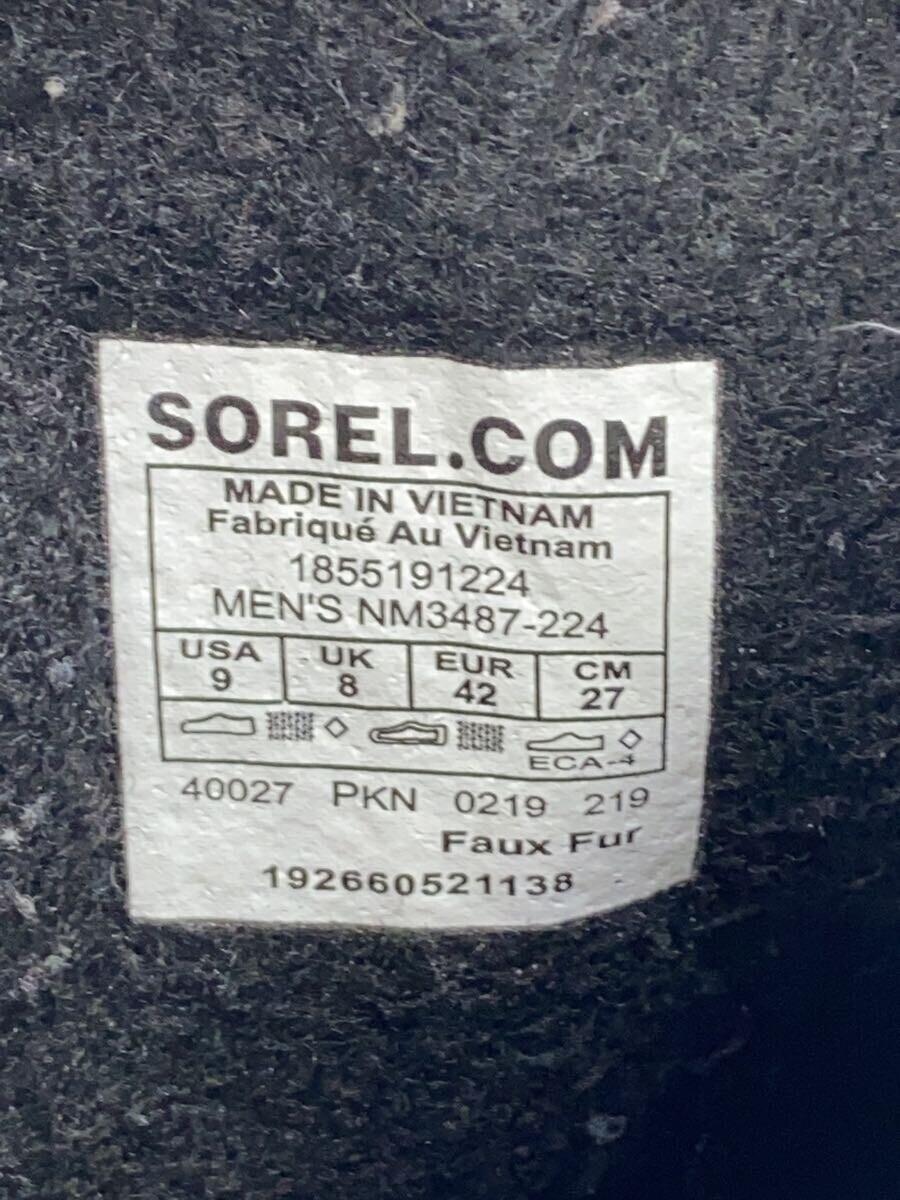 SOREL.COM
MADE IN VIETNAM
Fabriqué Au Vietnam
1855191224
MEN'S NM3487-224
USA UK EUR CM
9 8 42 27
ECA-4
40027 PKN 0219 219
Faux Fur
192660521138